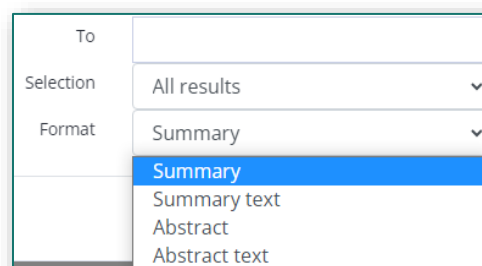 To
Selection All results
Format Summary
Summary
Summary text
Abstract
Abstract text